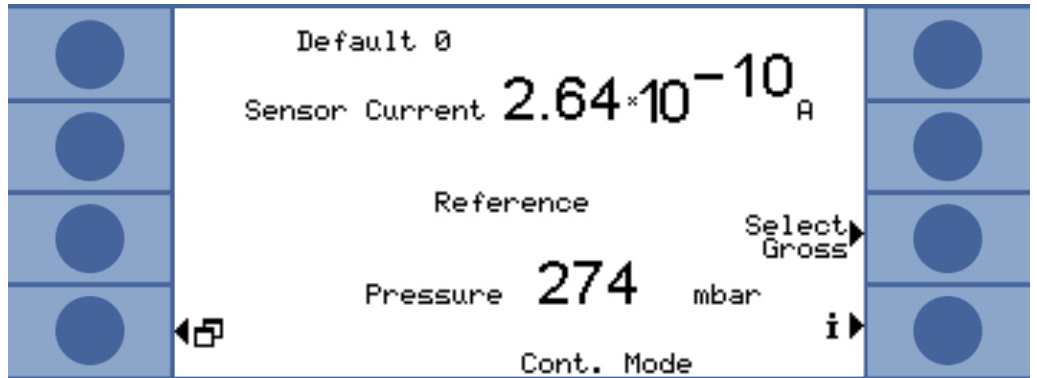 Default 0
Sensor Current 2.64×10⁻¹⁰ A
Reference
Select
Gross
Pressure 274 mbar
i
Cont. Mode